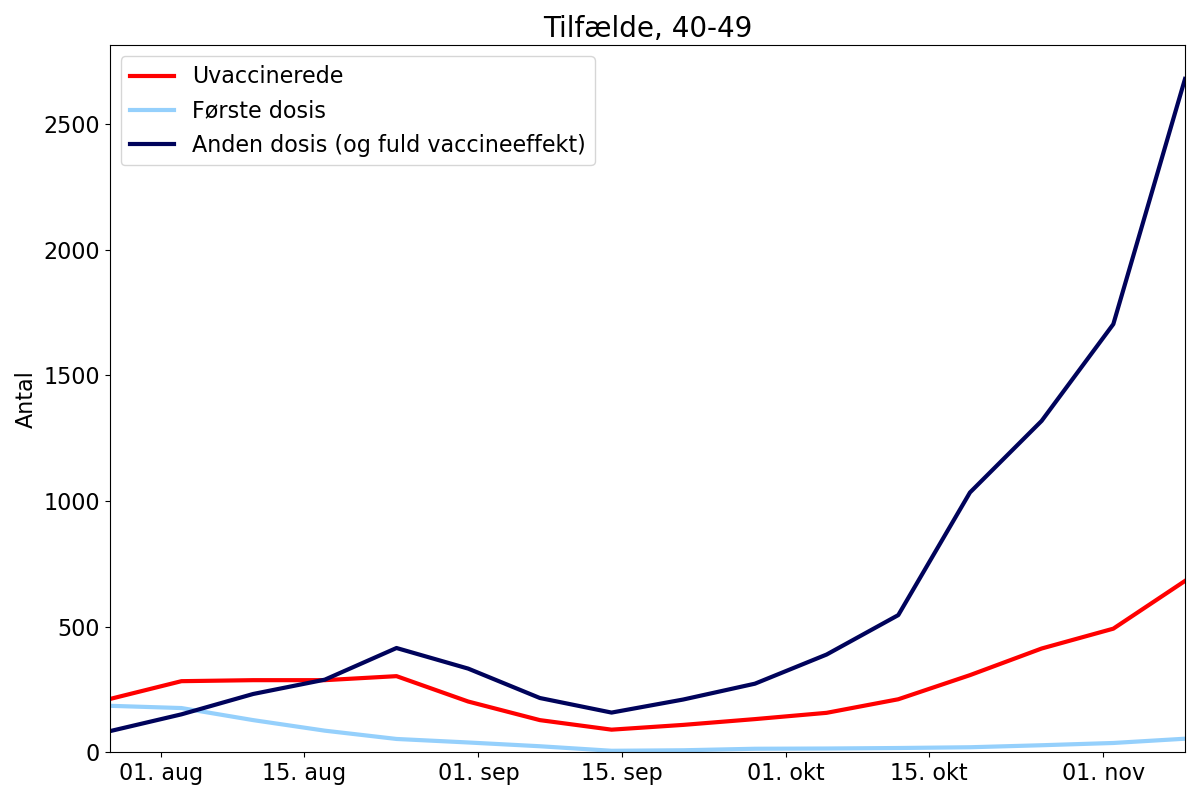 Tilfælde, 40-49
Uvaccinerede
Første dosis
Anden dosis (og fuld vaccineeffekt)
Antal
2500
2000
1500
1000
500
0
01. aug
15. aug
01. sep
15. sep
01. okt
15. okt
01. nov